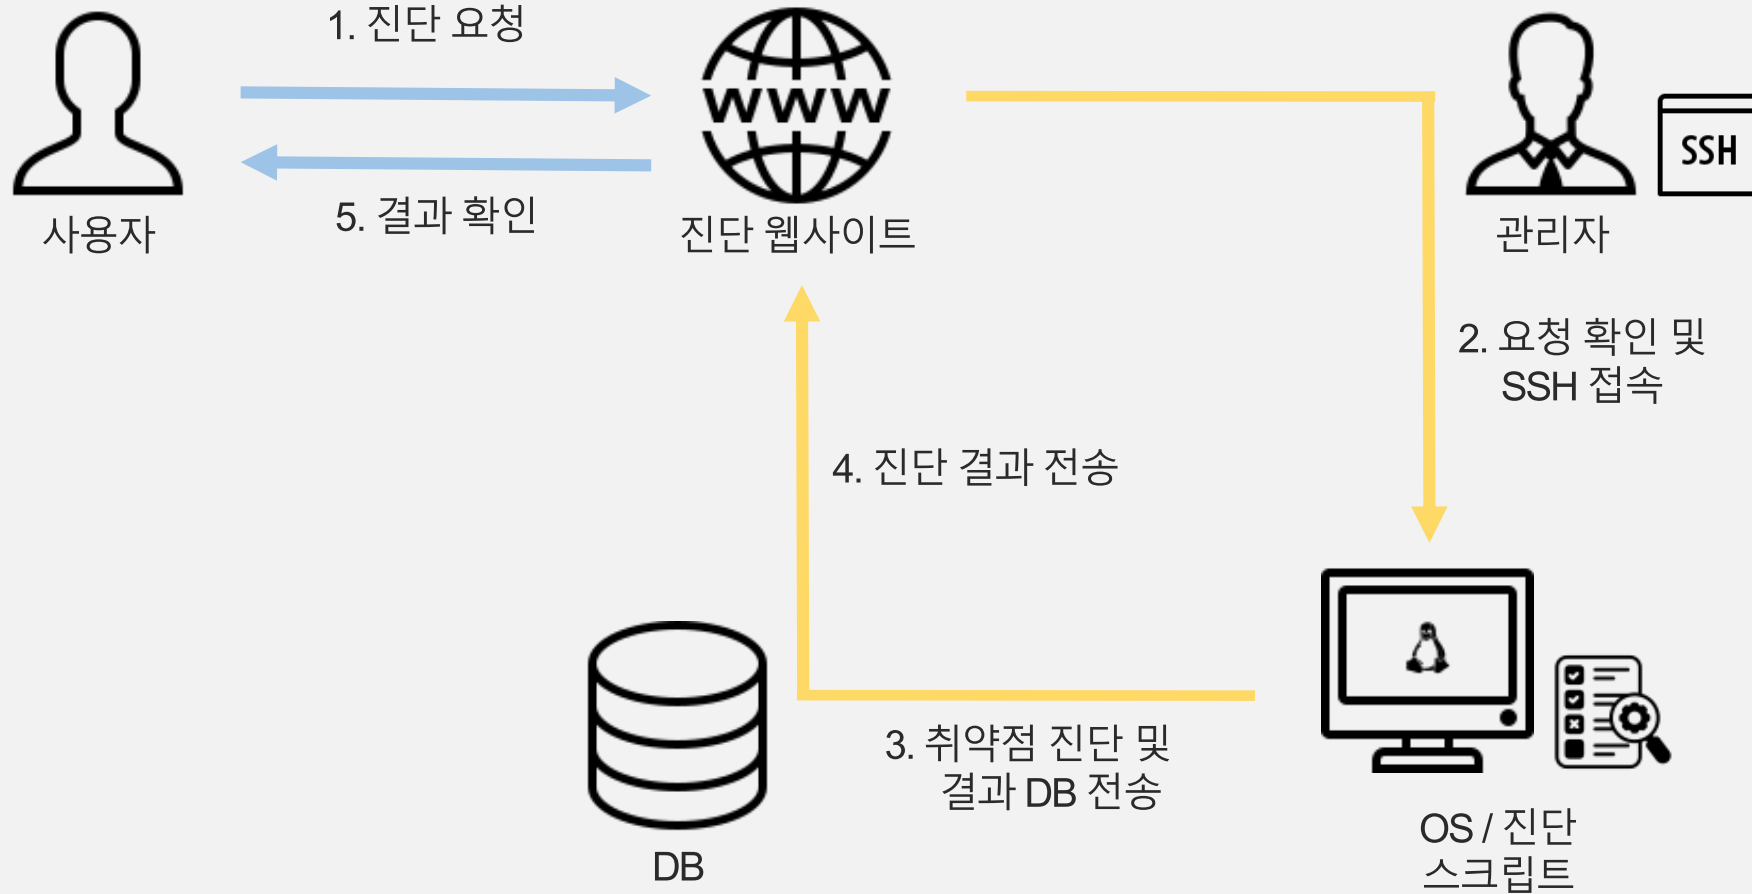 1. 진단 요청
WWW
SSH
5. 결과 확인
사용자
진단 웹사이트
관리자
2. 요청 확인 및
SSH 접속
4. 진단 결과 전송
3. 취약점 진단 및
결과 DB 전송
DB
OS / 진단
스크립트